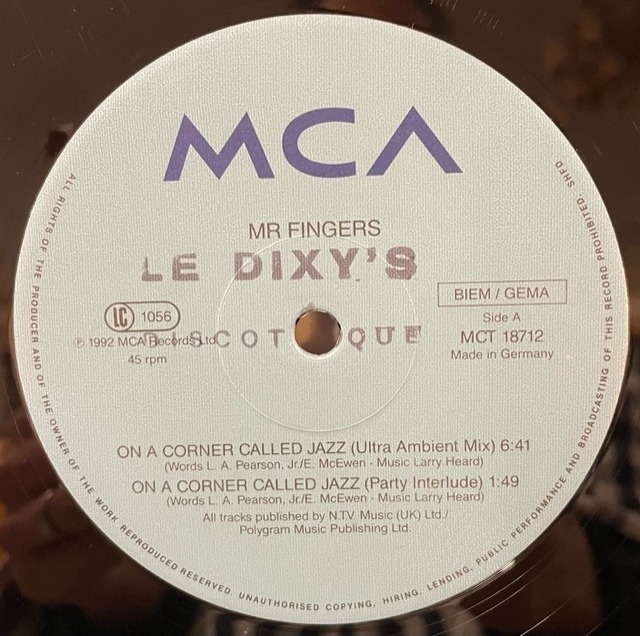 MCA
MR FINGERS
LE DIXY'S
BIEM / GEMA
LC 1056
Side A
℗ 1992 MCA Records Ltd.
SCOT QUE
MCT 18712
45 rpm
Made in Germany
ON A CORNER CALLED JAZZ (Ultra Ambient Mix) 6:41
(Words L. A. Pearson, Jr./E. McEwen - Music Larry Heard)
ON A CORNER CALLED JAZZ (Party Interlude) 1:49
(Words L. A. Pearson, Jr./E. McEwen - Music Larry Heard)
All tracks published by N.T.V. Music (UK) Ltd./
Polygram Music Publishing Ltd.
ALL RIGHTS OF THE PRODUCER AND OF THE OWNER OF THE WORK REPRODUCED RESERVED. UNAUTHORISED COPYING, HIRING, LENDING, PUBLIC PERFORMANCE AND BROADCASTING OF THIS RECORD PROHIBITED. SHFD